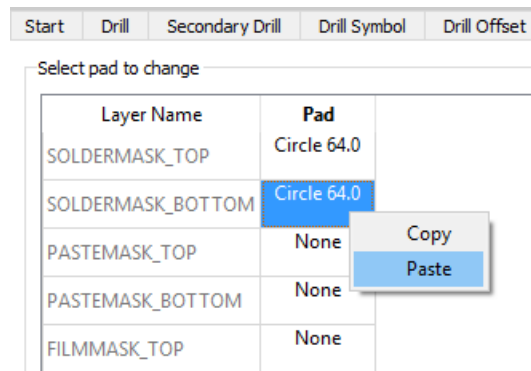 Start Drill Secondary Drill Drill Symbol Drill Offset
Select pad to change
Layer Name Pad
SOLDERMASK_TOP Circle 64.0
SOLDERMASK_BOTTOM Circle 64.0
Copy
PASTEMASK_TOP None
Paste
PASTEMASK_BOTTOM None
FILMMASK_TOP None